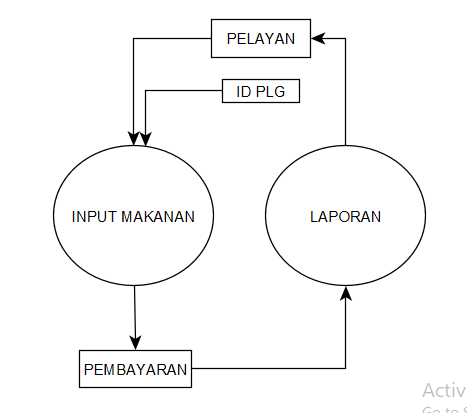 PELAYAN
ID PLG
INPUT MAKANAN
LAPORAN
PEMBAYARAN
Activ